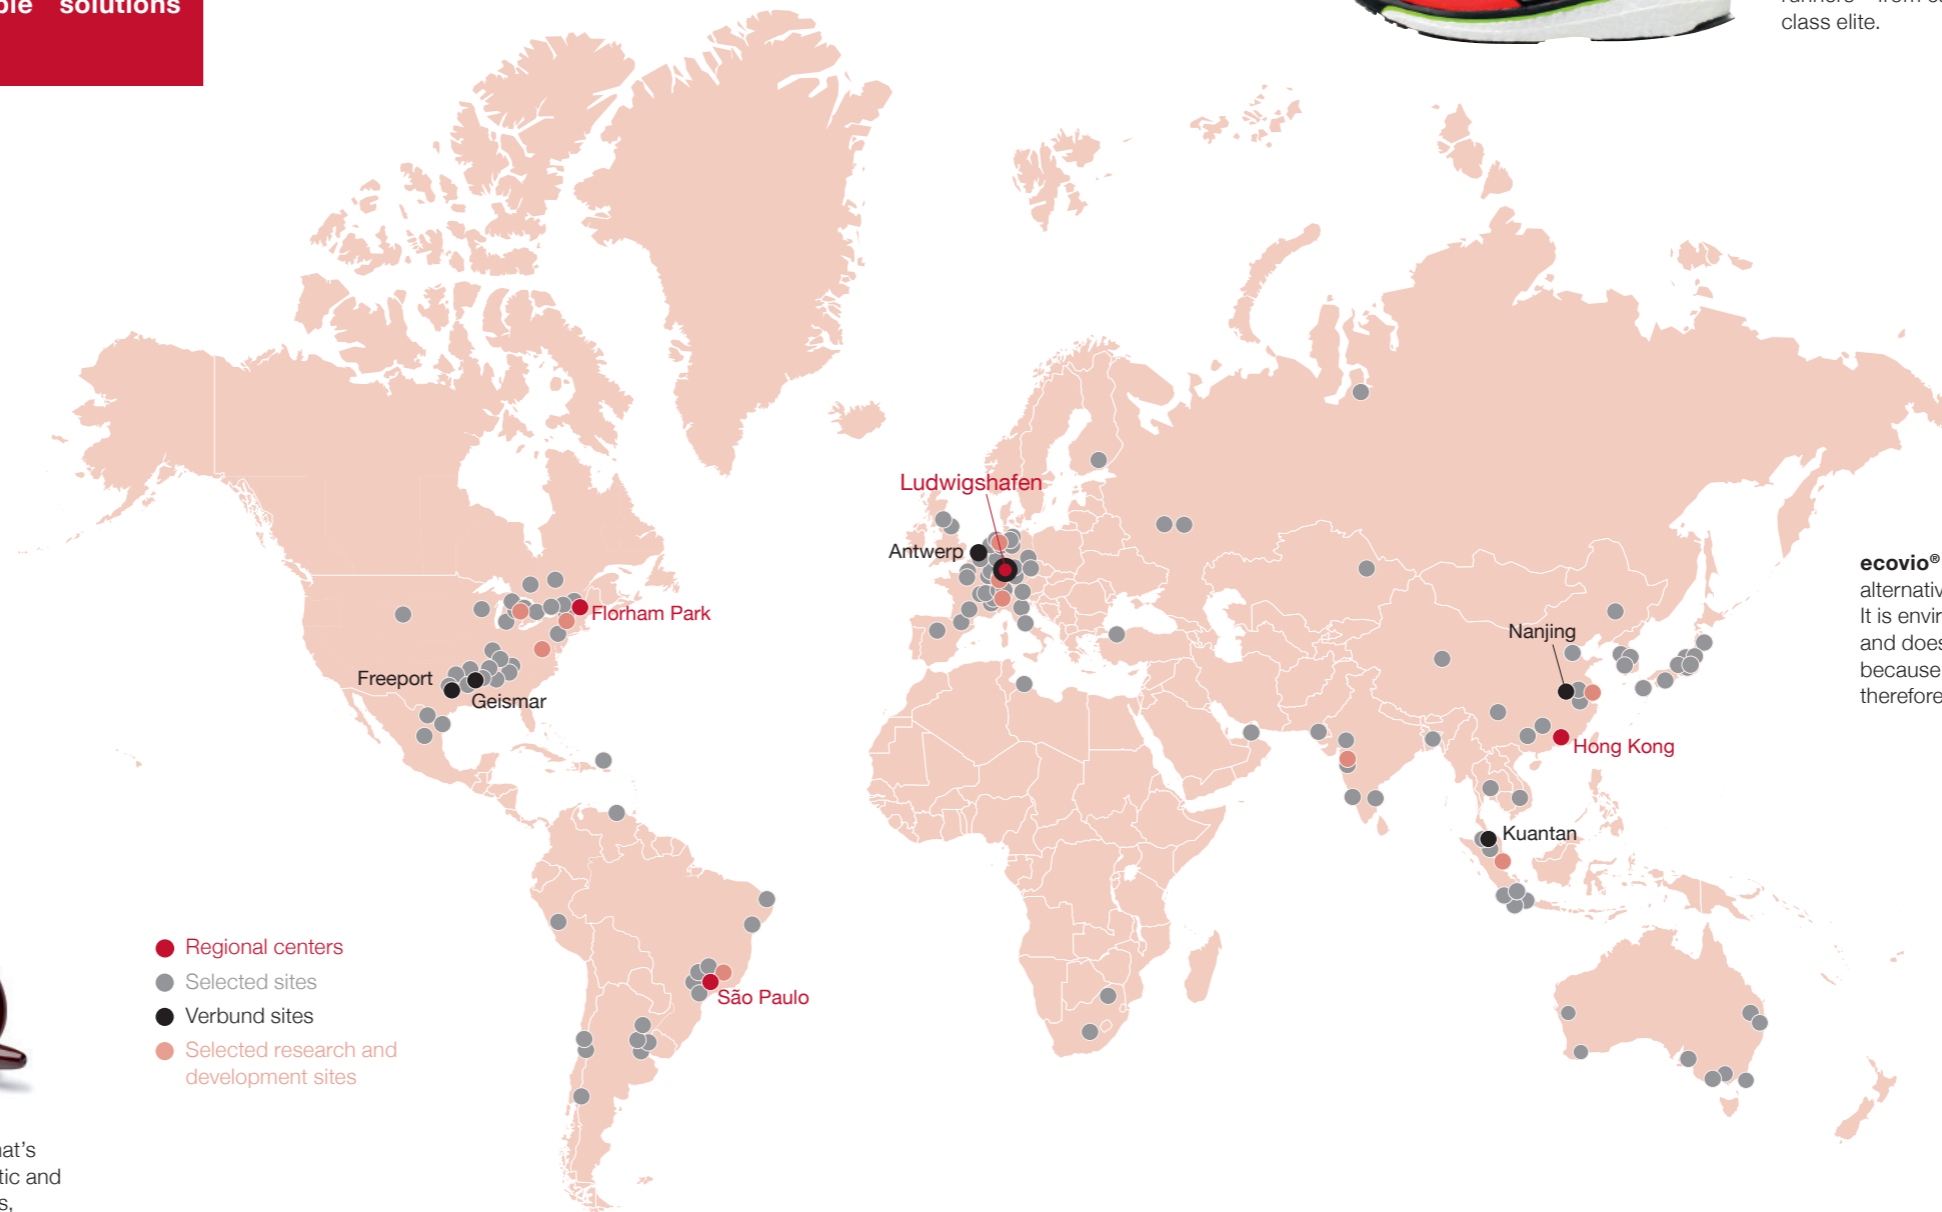 solutions
class elite.
Ludwigshafen
Antwerp
Florham Park
Freeport
Geismar
Nanjing
Hong Kong
Kuantan
São Paulo
ecovio®
alternativ
It is envir
and does
because
therefore
Regional centers
Selected sites
Verbund sites
Selected research and
development sites
at's
tic and
s,